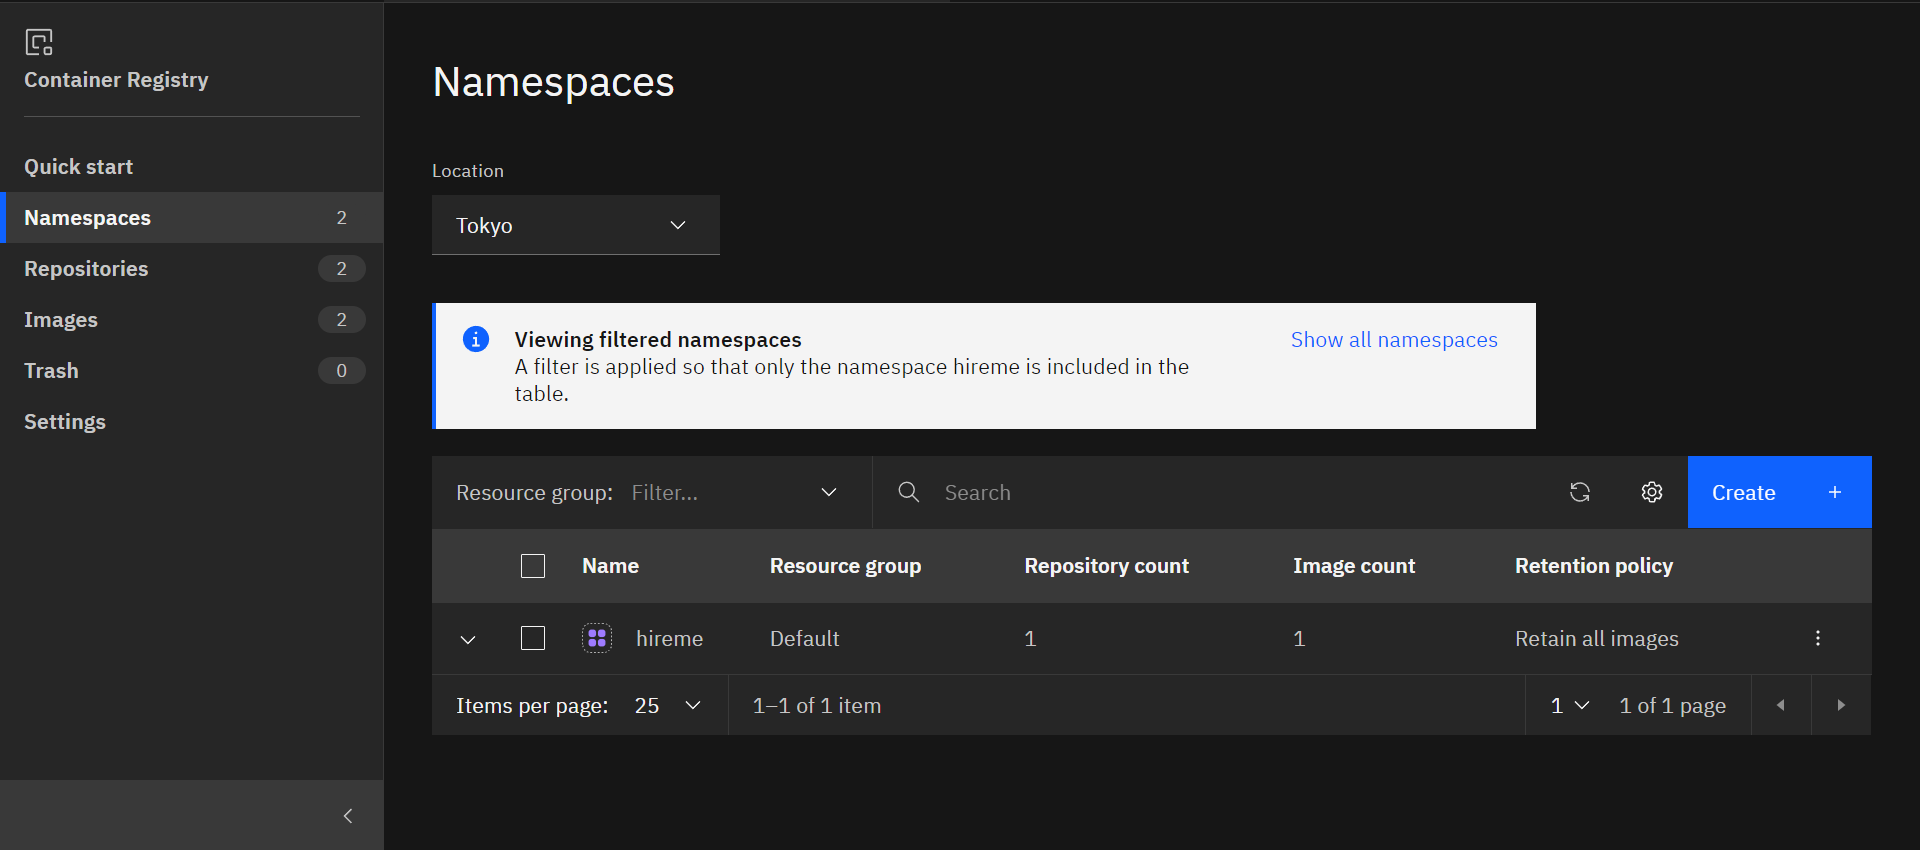 Container Registry
Quick start
Namespaces 2
Repositories 2
Images 2
Trash 0
Settings
Namespaces
Location
Tokyo
Viewing filtered namespaces
A filter is applied so that only the namespace hireme is included in the
table.
Show all namespaces
Resource group: Filter... Search Create +
Name Resource group Repository count Image count Retention policy
hireme Default 1 1 Retain all images
Items per page: 25 1–1 of 1 item 1 1 of 1 page